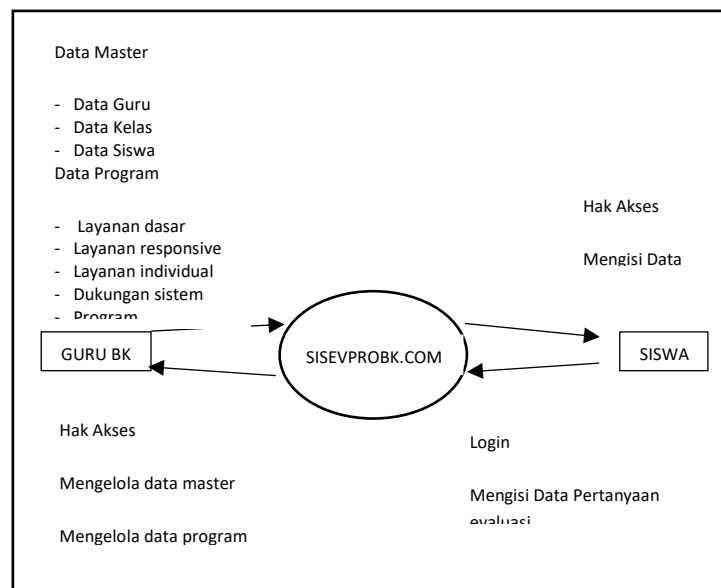 Data Master
- Data Guru
- Data Kelas
- Data Siswa
Data Program
- Layanan dasar
- Layanan responsive
- Layanan individual
- Dukungan sistem
- Program
Hak Akses
Mengisi Data
GURU BK
SISEVPROBK.COM
SISWA
Hak Akses
Mengelola data master
Mengelola data program
Login
Mengisi Data Pertanyaan
evaluasi